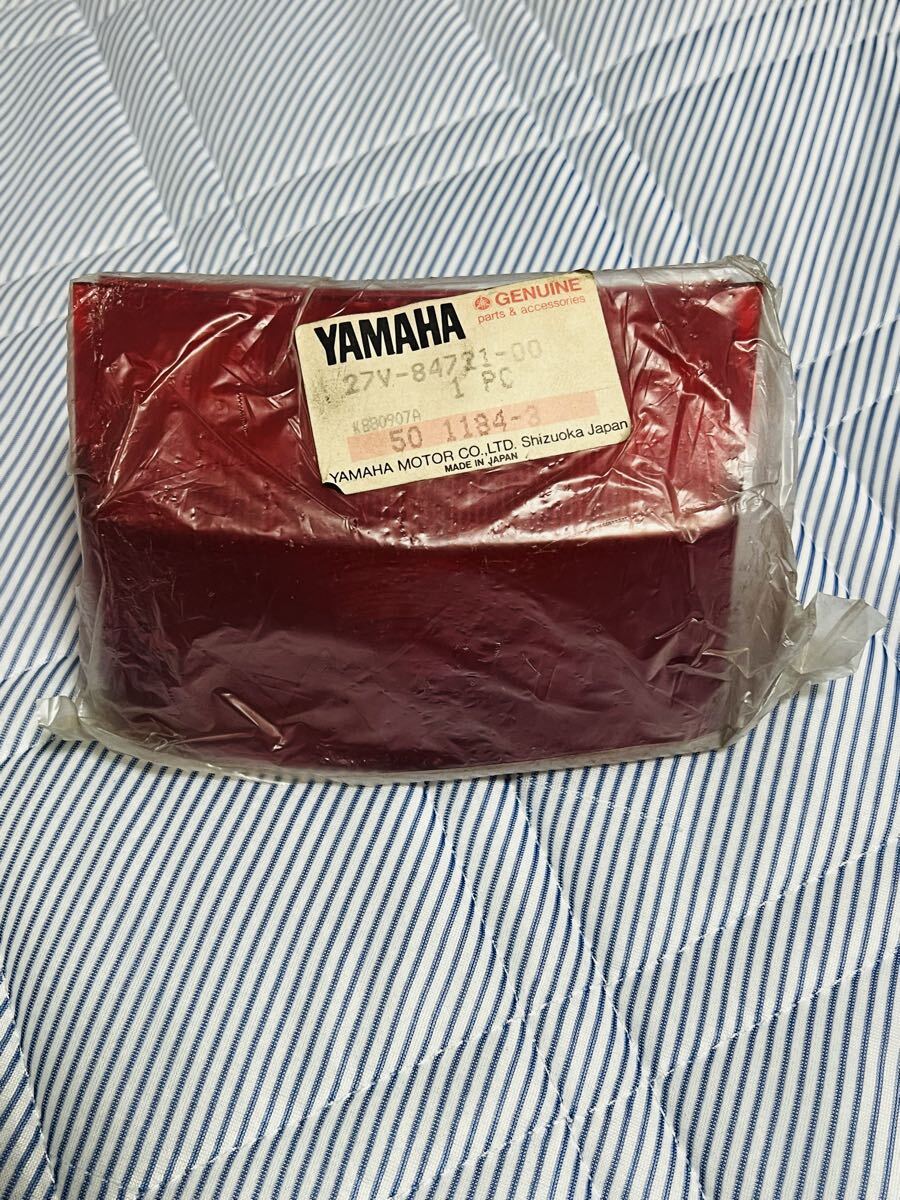 YAMAHA
GENUINE
parts & accessories
27V-84721-00
1 PC
K880907A
50 1184-3
YAMAHA MOTOR CO.,LTD. Shizuoka Japan
MADE IN JAPAN